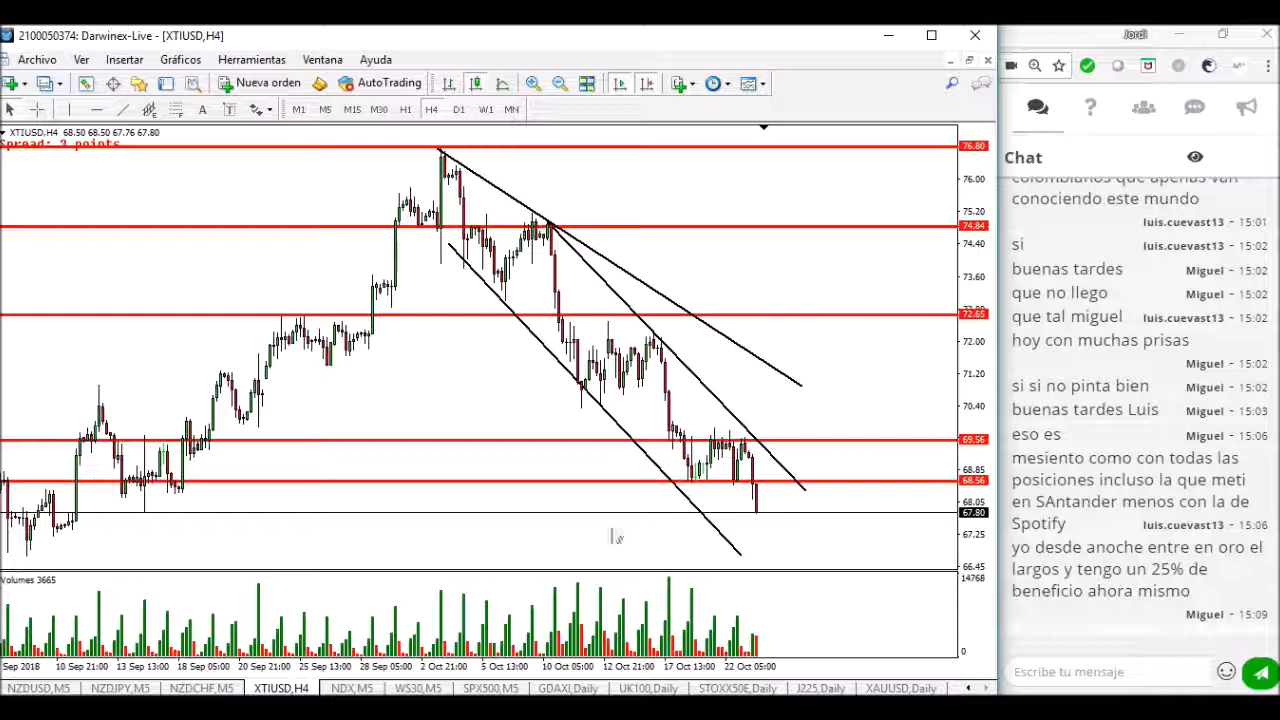 2100050374: Darwinex-Live - [XTIUSD,H4]
Jordi
Archivo Ver Insertar Gráficos Herramientas Ventana Ayuda
Nueva orden AutoTrading
A T M1 M5 M15 M30 H1 H4 D1 W1 MN
XTIUSD,H4 68.50 68.50 67.76 67.80
Spread: 3 points
76.80
76.00
75.20
74.84
74.40
73.60
72.65
72.00
71.20
70.40
69.56
68.85
68.56
68.05
67.80
67.25
66.45
Volumes 3665
14768
0
Sep 2018 10 Sep 21:00 13 Sep 13:00 18 Sep 05:00 20 Sep 21:00 25 Sep 13:00 28 Sep 05:00 2 Oct 21:00 5 Oct 13:00 10 Oct 05:00 12 Oct 21:00 17 Oct 13:00 22 Oct 05:00
NZDUSD,M5 NZDJPY,M5 NZDCHF,M5 XTIUSD,H4 NDX,M5 WS30,M5 SPX500,M5 GDAXI,Daily UK100,Daily STOXX50E,Daily J225,Daily XAUUSD,Daily
Chat
colombianos que apenas van
conociendo este mundo
luis.cuevast13 - 15:01
si luis.cuevast13 - 15:02
buenas tardes Miguel - 15:02
que no llego Miguel - 15:02
que tal miguel luis.cuevast13 - 15:02
hoy con muchas prisas
Miguel - 15:02
si si no pinta bien Miguel - 15:02
buenas tardes Luis Miguel - 15:03
eso es Miguel - 15:06
mesiento como con todas las
posiciones incluso la que meti
en SAntander menos con la de
Spotify luis.cuevast13 - 15:06
yo desde anoche entre en oro el
largos y tengo un 25% de
beneficio ahora mismo
Miguel - 15:09
Escribe tu mensaje